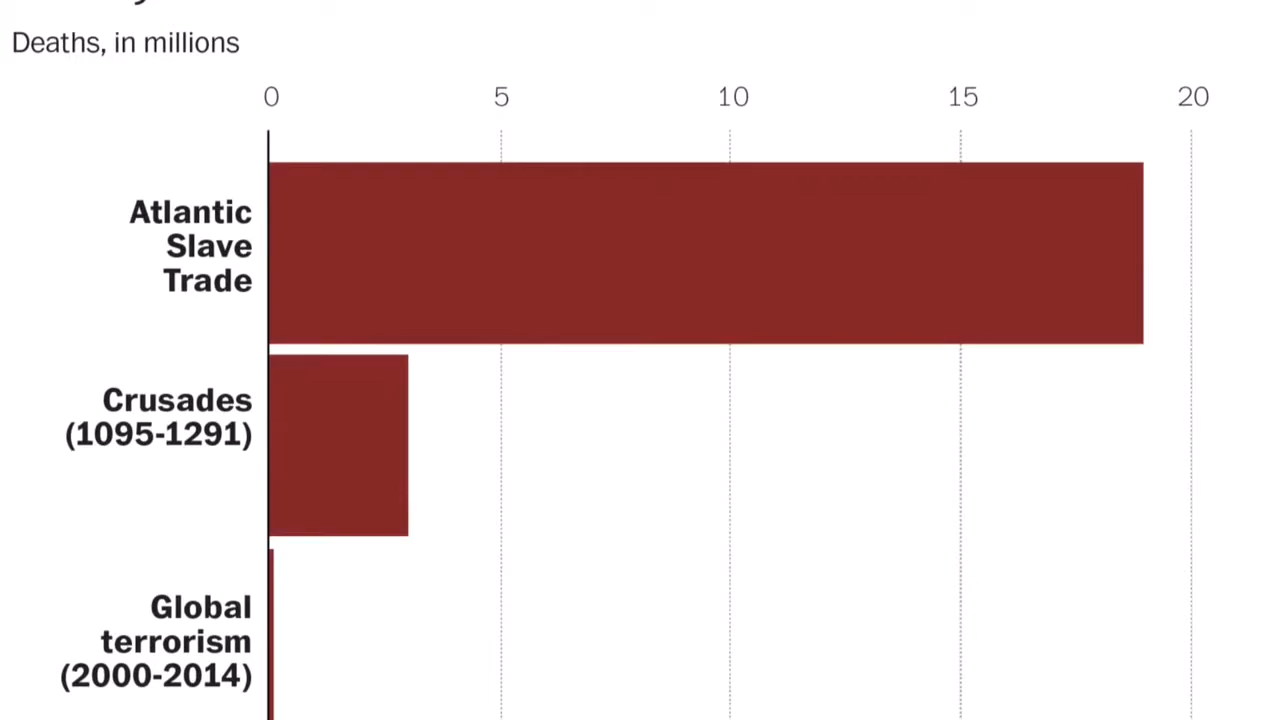 Deaths, in millions
0 5 10 15 20
Atlantic
Slave
Trade
Crusades
(1095-1291)
Global
terrorism
(2000-2014)